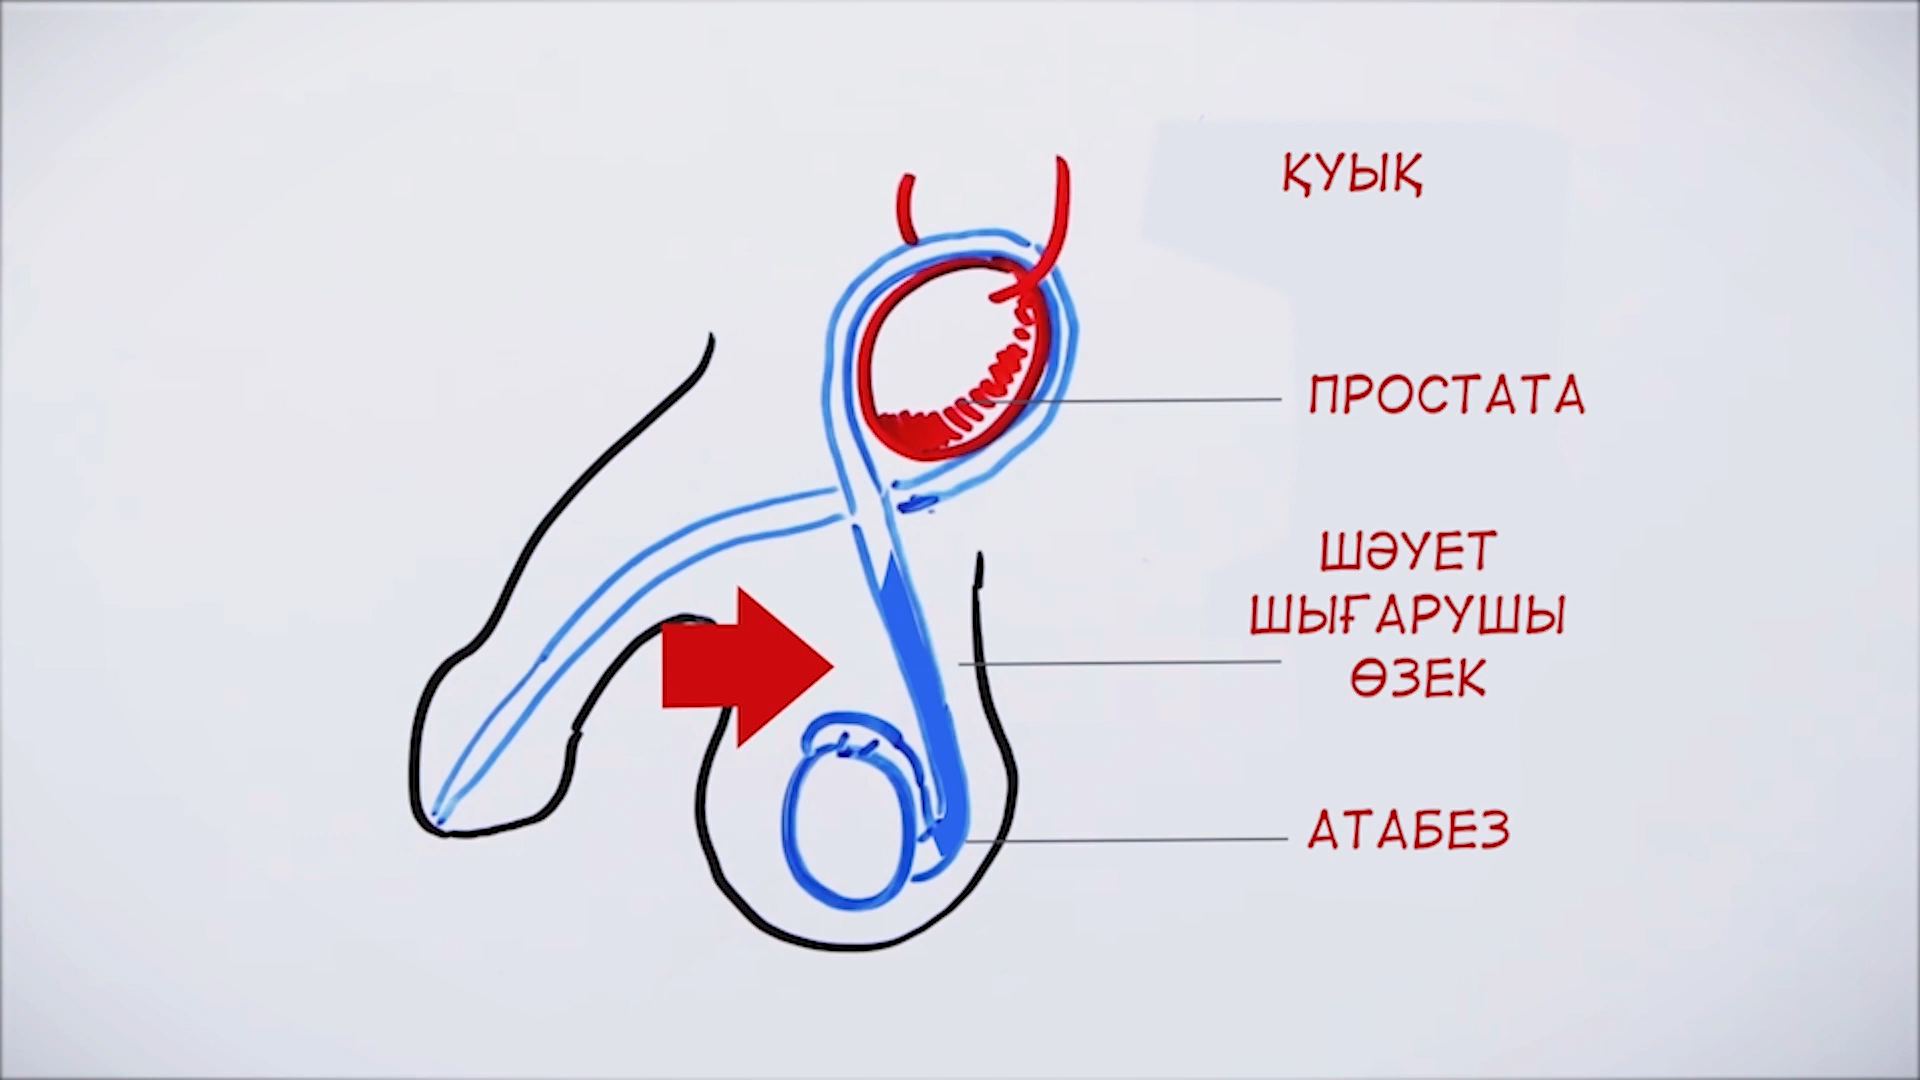 ҚУЫҚ
ПРОСТАТА
ШӘУЕТ
ШЫҒАРУШЫ
ӨЗЕК
АТАБЕЗ